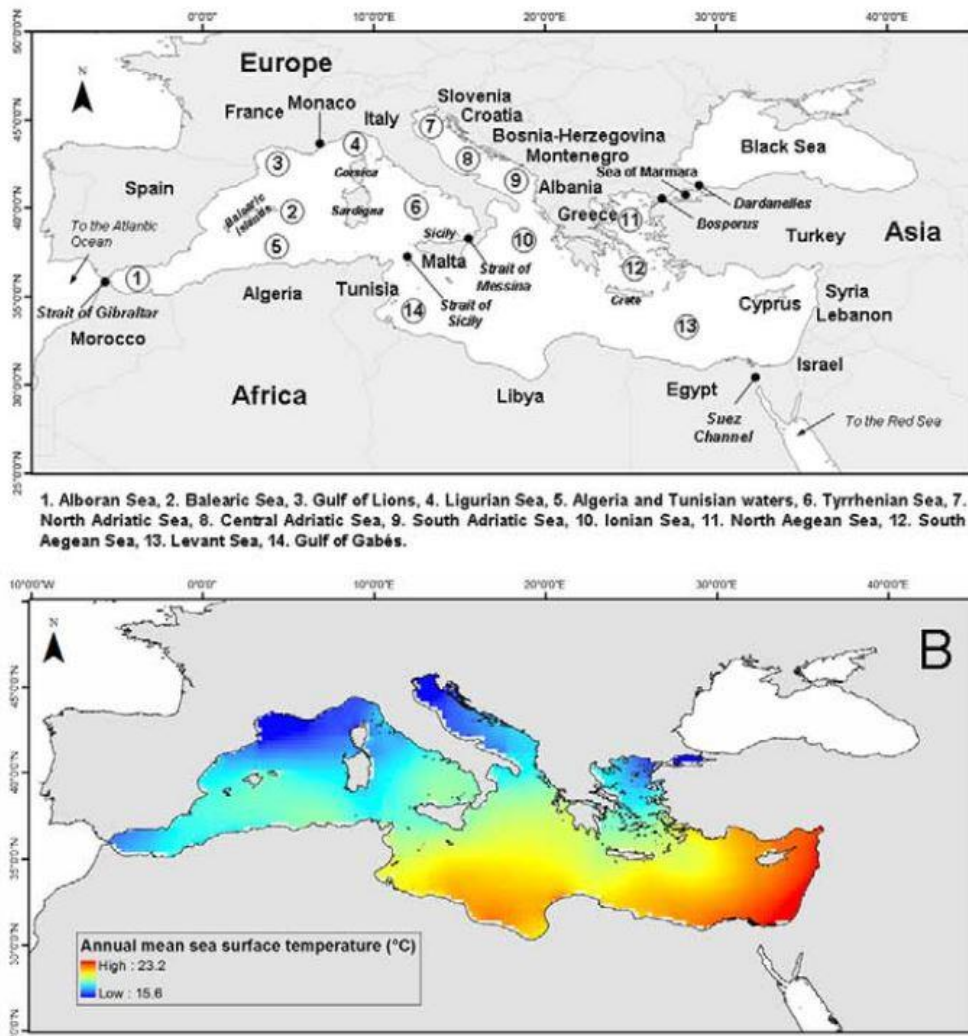 10°0'0"E
20°0'0"E
30°0'0"E
40°0'0"E
0°0'0"
50°0'0"N
45°0'0"N
40°0'0"N
35°0'0"N
30°0'0"N
25°0'0"N
N
Europe
France
Monaco
Italy
Slovenia
Croatia
Bosnia-Herzegovina
Montenegro
Black Sea
Sea of Marmara
Albania
Dardanelles
Bosporus
Greece
Spain
Corsica
Sardigna
Balearic
Islands
Sicily
Malta
Turkey
Asia
To the Atlantic
Ocean
Strait of Gibraltar
Morocco
Algeria
Tunisia
Strait of
Sicily
Strait of
Messina
Crete
Cyprus
Syria
Lebanon
Israel
Africa
Libya
Egypt
Suez
Channel
To the Red Sea
1
2
3
4
5
6
7
8
9
10
11
12
13
14
1. Alboran Sea, 2. Balearic Sea, 3. Gulf of Lions, 4. Ligurian Sea, 5. Algeria and Tunisian waters, 6. Tyrrhenian Sea, 7.
North Adriatic Sea, 8. Central Adriatic Sea, 9. South Adriatic Sea, 10. Ionian Sea, 11. North Aegean Sea, 12. South
Aegean Sea, 13. Levant Sea, 14. Gulf of Gabés.
10°0'0"W
0°0'0"
10°0'0"E
20°0'0"E
30°0'0"E
40°0'0"E
N
B
45°0'0"N
40°0'0"N
35°0'0"N
30°0'0"N
Annual mean sea surface temperature (°C)
High : 23.2
Low : 15.6